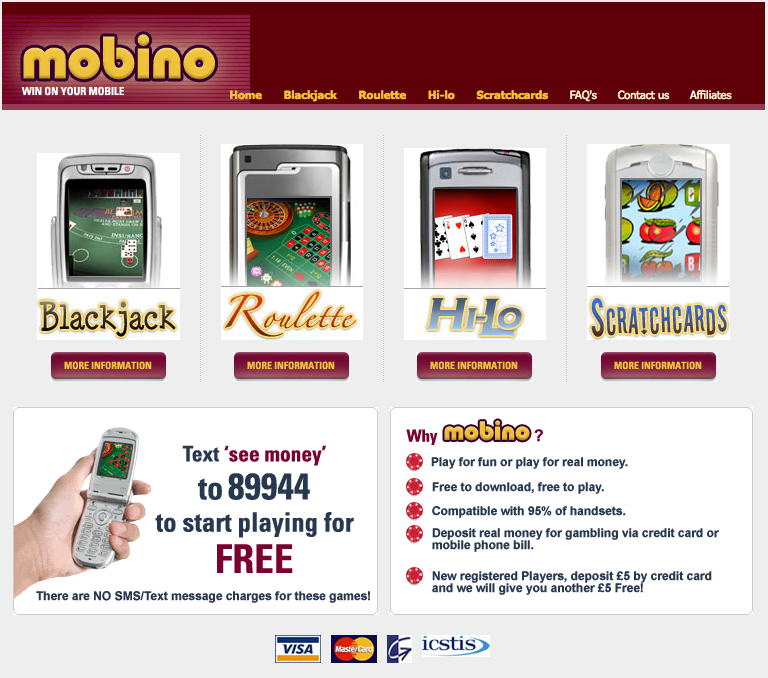 mobino
WIN ON YOUR MOBILE
Home Blackjack Roulette Hi-lo Scratchcards FAQ's Contact us Affiliates
Blackjack Roulette Hi-Lo Scratchcards
MORE INFORMATION MORE INFORMATION MORE INFORMATION MORE INFORMATION
Text ‘see money’
to 89944
to start playing for
FREE
There are NO SMS/Text message charges for these games!
Why mobino?
Play for fun or play for real money.
Free to download, free to play.
Compatible with 95% of handsets.
Deposit real money for gambling via credit card or
mobile phone bill.
New registered Players, deposit £5 by credit card
and we will give you another £5 Free!
VISA MasterCard G icstis